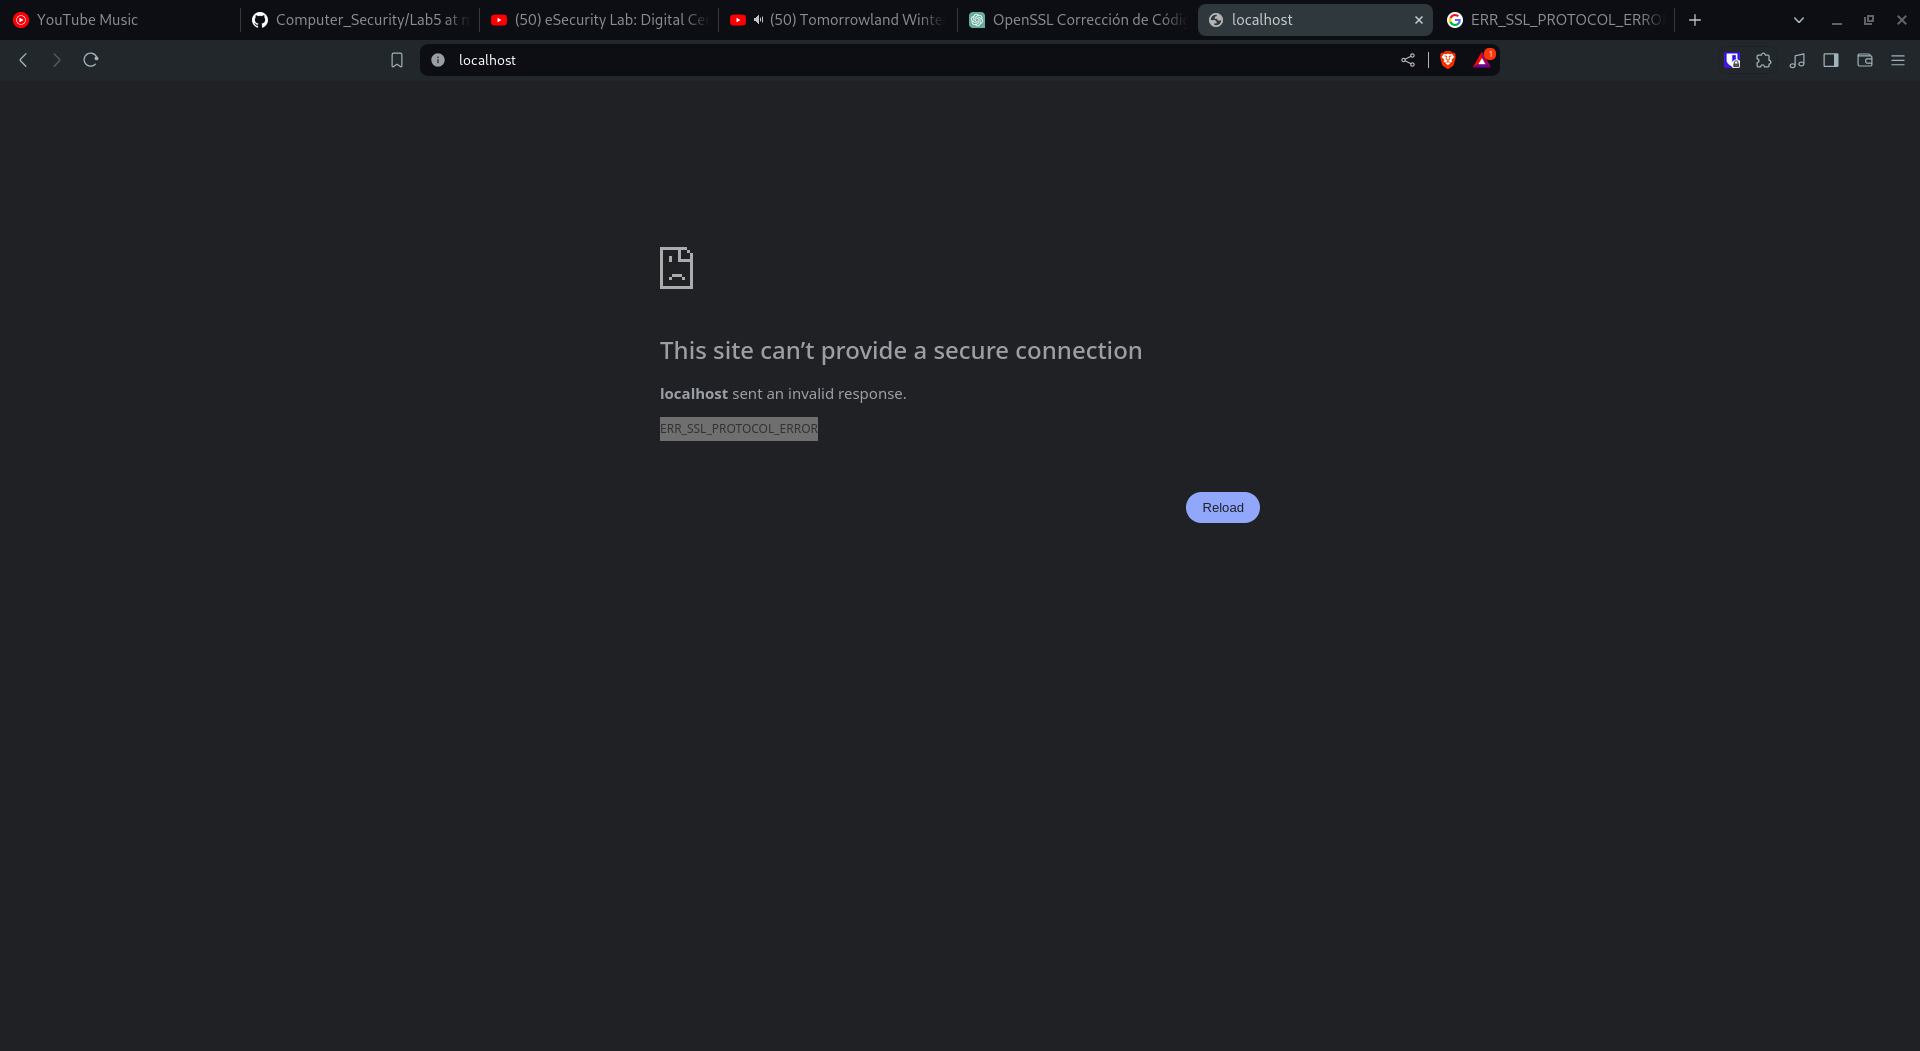 YouTube Music
Computer_Security/Lab5 at m
(50) eSecurity Lab: Digital Cer
(50) Tomorrowland Winte
OpenSSL Corrección de Códi
localhost
ERR_SSL_PROTOCOL_ERRO
localhost
1
This site can’t provide a secure connection
localhost sent an invalid response.
ERR_SSL_PROTOCOL_ERROR
Reload